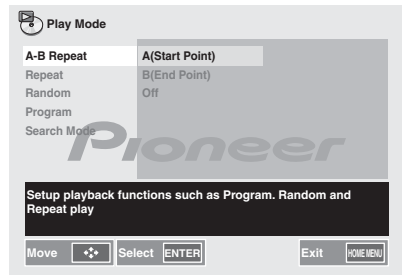 Play Mode
A-B Repeat A(Start Point)
Repeat B(End Point)
Random Off
Program
Search Mode
Pioneer
Setup playback functions such as Program. Random and
Repeat play
Move Select ENTER Exit HOME MENU